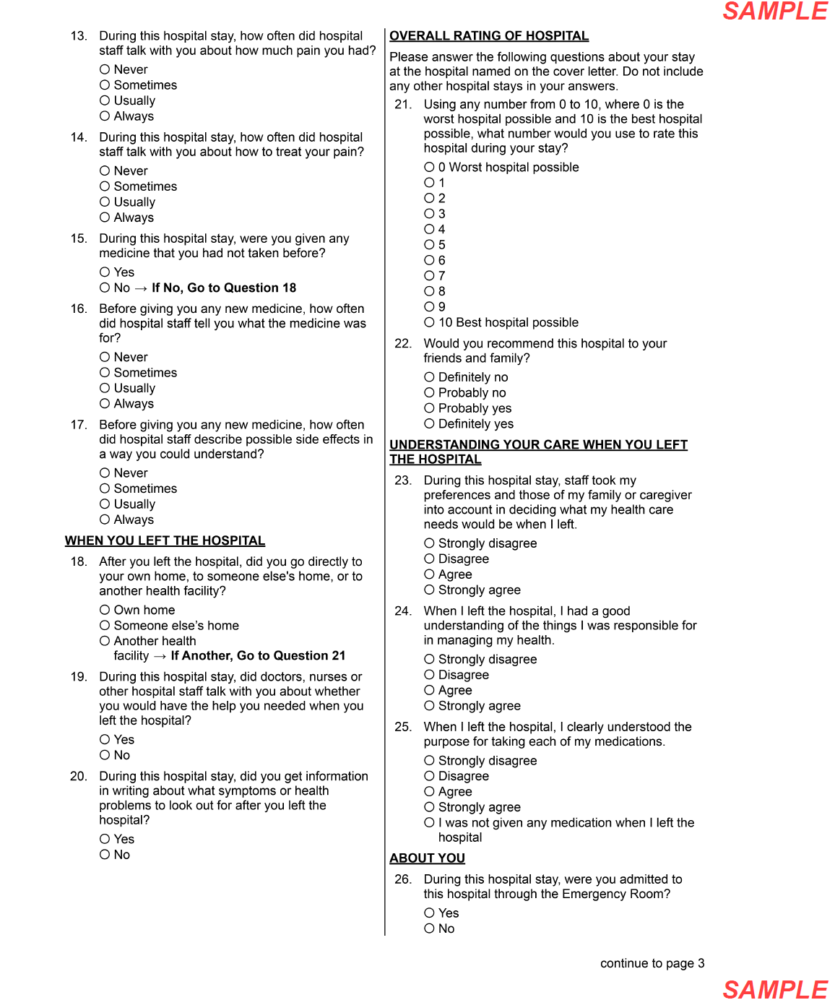 SAMPLE
13. During this hospital stay, how often did hospital
staff talk with you about how much pain you had?
O Never
O Sometimes
O Usually
O Always
14. During this hospital stay, how often did hospital
staff talk with you about how to treat your pain?
O Never
O Sometimes
O Usually
O Always
15. During this hospital stay, were you given any
medicine that you had not taken before?
O Yes
O No → If No, Go to Question 18
16. Before giving you any new medicine, how often
did hospital staff tell you what the medicine was
for?
O Never
O Sometimes
O Usually
O Always
17. Before giving you any new medicine, how often
did hospital staff describe possible side effects in
a way you could understand?
O Never
O Sometimes
O Usually
O Always
WHEN YOU LEFT THE HOSPITAL
18. After you left the hospital, did you go directly to
your own home, to someone else's home, or to
another health facility?
O Own home
O Someone else’s home
O Another health
facility → If Another, Go to Question 21
19. During this hospital stay, did doctors, nurses or
other hospital staff talk with you about whether
you would have the help you needed when you
left the hospital?
O Yes
O No
20. During this hospital stay, did you get information
in writing about what symptoms or health
problems to look out for after you left the
hospital?
O Yes
O No
OVERALL RATING OF HOSPITAL
Please answer the following questions about your stay
at the hospital named on the cover letter. Do not include
any other hospital stays in your answers.
21. Using any number from 0 to 10, where 0 is the
worst hospital possible and 10 is the best hospital
possible, what number would you use to rate this
hospital during your stay?
O 0 Worst hospital possible
O 1
O 2
O 3
O 4
O 5
O 6
O 7
O 8
O 9
O 10 Best hospital possible
22. Would you recommend this hospital to your
friends and family?
O Definitely no
O Probably no
O Probably yes
O Definitely yes
UNDERSTANDING YOUR CARE WHEN YOU LEFT
THE HOSPITAL
23. During this hospital stay, staff took my
preferences and those of my family or caregiver
into account in deciding what my health care
needs would be when I left.
O Strongly disagree
O Disagree
O Agree
O Strongly agree
24. When I left the hospital, I had a good
understanding of the things I was responsible for
in managing my health.
O Strongly disagree
O Disagree
O Agree
O Strongly agree
25. When I left the hospital, I clearly understood the
purpose for taking each of my medications.
O Strongly disagree
O Disagree
O Agree
O Strongly agree
O I was not given any medication when I left the
hospital
ABOUT YOU
26. During this hospital stay, were you admitted to
this hospital through the Emergency Room?
O Yes
O No
continue to page 3
SAMPLE